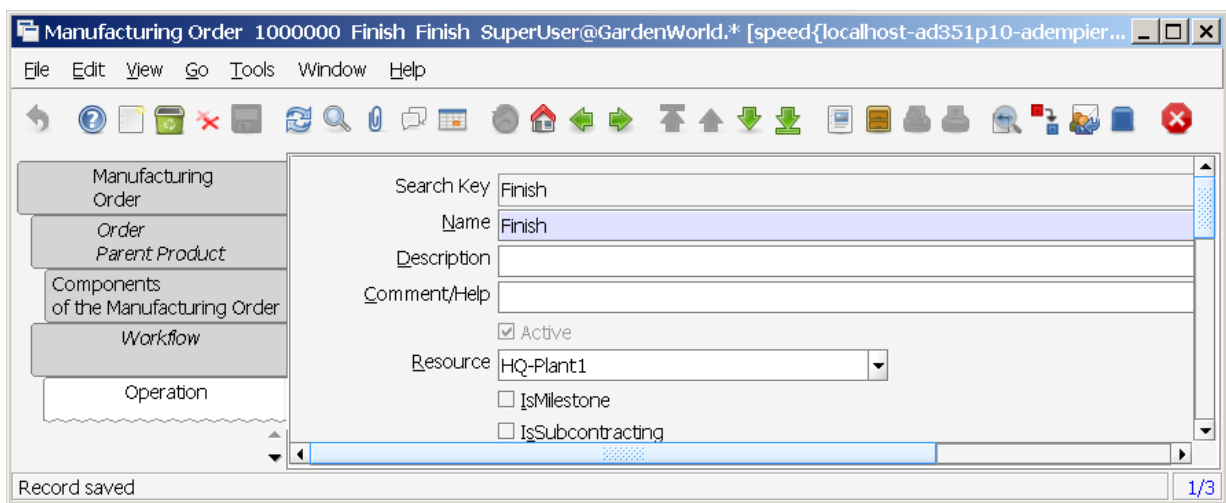 Manufacturing Order 1000000 Finish Finish SuperUser@GardenWorld.* [speed{localhost-ad351p10-adempier...
File Edit View Go Tools Window Help
Manufacturing
Order
Order
Parent Product
Components
of the Manufacturing Order
Workflow
Operation
Search Key Finish
Name Finish
Description
Comment/Help
Active
Resource HQ-Plant1
IsMilestone
IsSubcontracting
Record saved 1/3